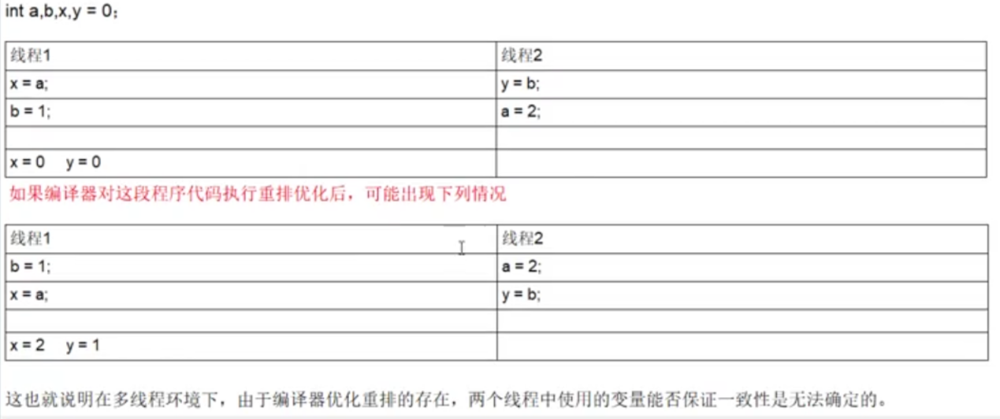 int a,b,x,y = 0;
线程1 线程2
x = a; y = b;
b = 1; a = 2;
x = 0 y = 0
如果编译器对这段程序代码执行重排优化后，可能出现下列情况
线程1 线程2
b = 1; a = 2;
x = a; y = b;
x = 2 y = 1
这也就说明在多线程环境下，由于编译器优化重排的存在，两个线程中使用的变量能否保证一致性是无法确定的。